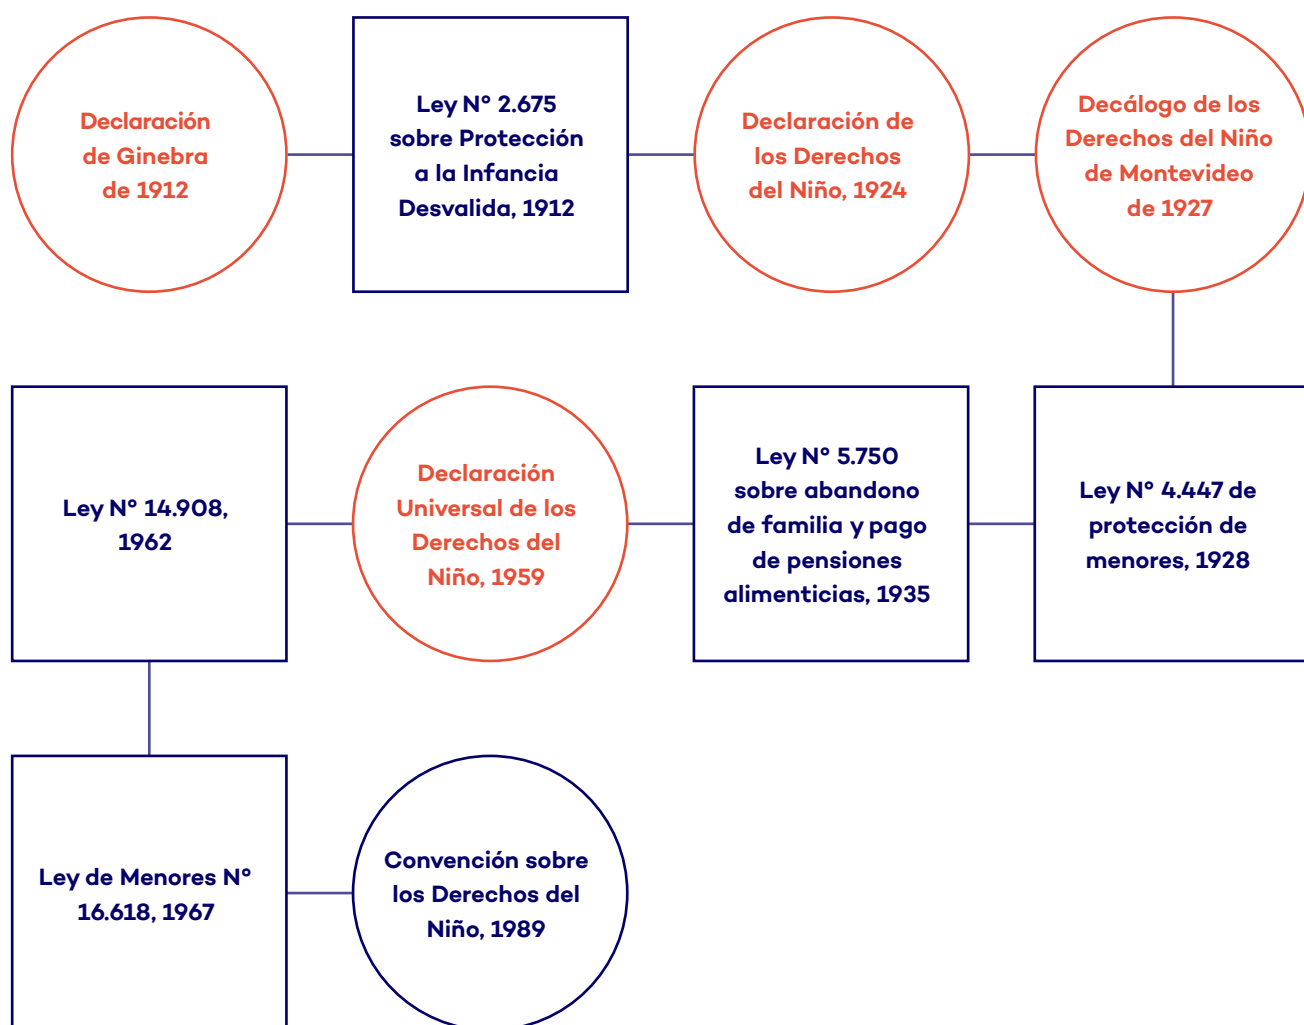 Declaración
de Ginebra
de 1912
Ley N° 2.675
sobre Protección
a la Infancia
Desvalida, 1912
Declaración de
los Derechos
del Niño, 1924
Decálogo de los
Derechos del Niño
de Montevideo
de 1927
Ley N° 4.447 de
protección de
menores, 1928
Ley N° 5.750
sobre abandono
de familia y pago
de pensiones
alimenticias, 1935
Declaración
Universal de los
Derechos del
Niño, 1959
Ley N° 14.908,
1962
Ley de Menores N°
16.618, 1967
Convención sobre
los Derechos del
Niño, 1989